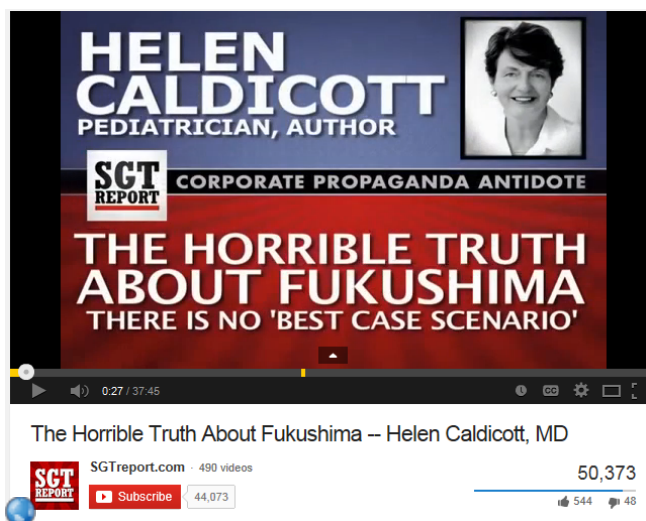 HELEN
CALDICOTT
PEDIATRICIAN, AUTHOR
SGT
REPORT
CORPORATE PROPAGANDA ANTIDOTE
THE HORRIBLE TRUTH
ABOUT FUKUSHIMA
THERE IS NO 'BEST CASE SCENARIO'
0:27 / 37:45
CC
The Horrible Truth About Fukushima -- Helen Caldicott, MD
SGT
REPORT
SGTreport.com · 490 videos
Subscribe 44,073
50,373
544 48